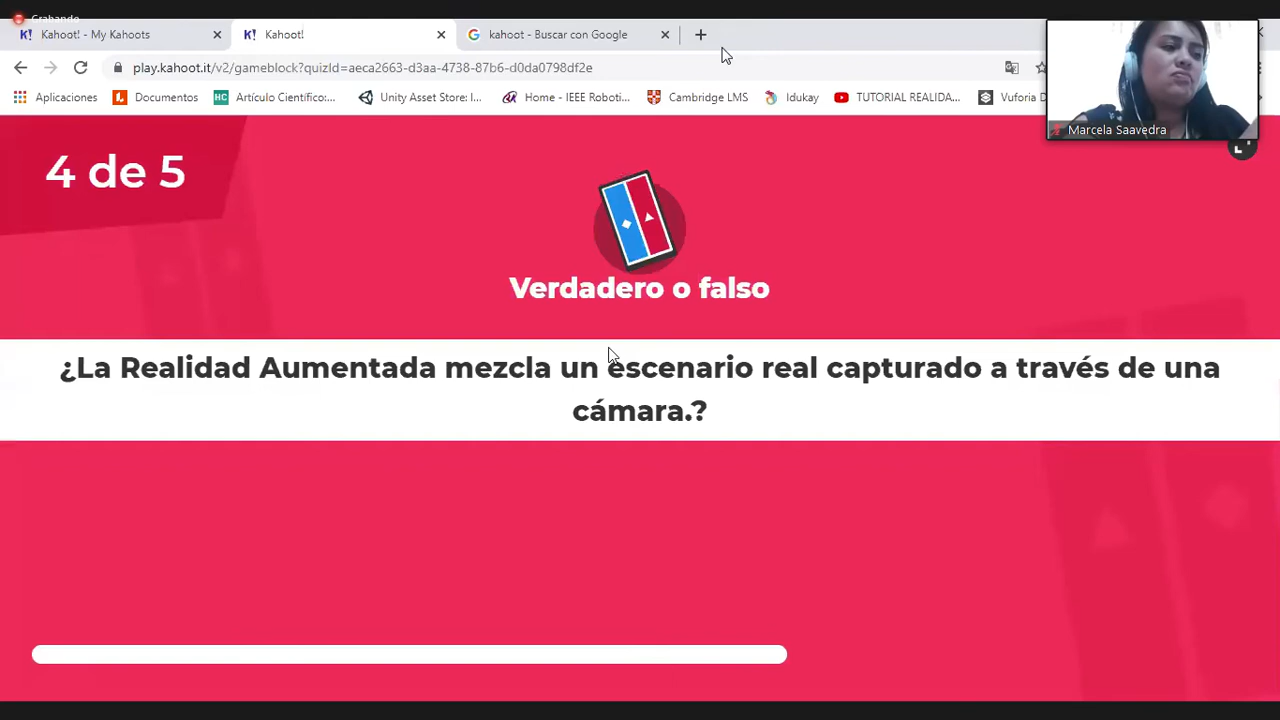 Grabando
Kahoot! - My Kahoots
Kahoot!
kahoot - Buscar con Google
play.kahoot.it/v2/gameblock?quizId=aeca2663-d3aa-4738-87b6-d0da0798df2e
Aplicaciones
Documentos
Artículo Científico:...
Unity Asset Store: l...
Home - IEEE Roboti...
Cambridge LMS
Idukay
TUTORIAL REALIDA...
Vuforia D
Marcela Saavedra
4 de 5
Verdadero o falso
¿La Realidad Aumentada mezcla un escenario real capturado a través de una
cámara.?